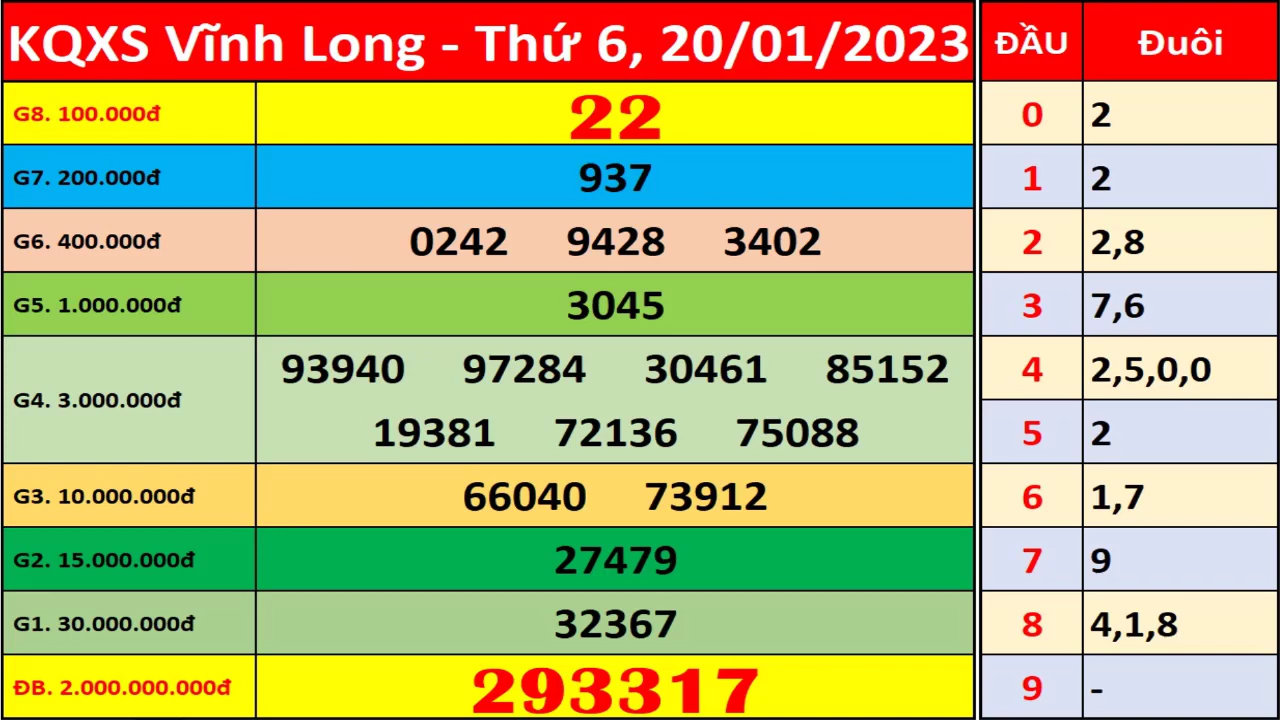 KQXS Vĩnh Long - Thứ 6, 20/01/2023 ĐẦU Đuôi
G8. 100.000đ 22 0 2
G7. 200.000đ 937 1 2
G6. 400.000đ 0242 9428 3402 2 2,8
G5. 1.000.000đ 3045 3 7,6
93940 97284 30461 85152 4 2,5,0,0
G4. 3.000.000đ
19381 72136 75088 5 2
G3. 10.000.000đ 66040 73912 6 1,7
G2. 15.000.000đ 27479 7 9
G1. 30.000.000đ 32367 8 4,1,8
ĐB. 2.000.000.000đ 293317 9 -